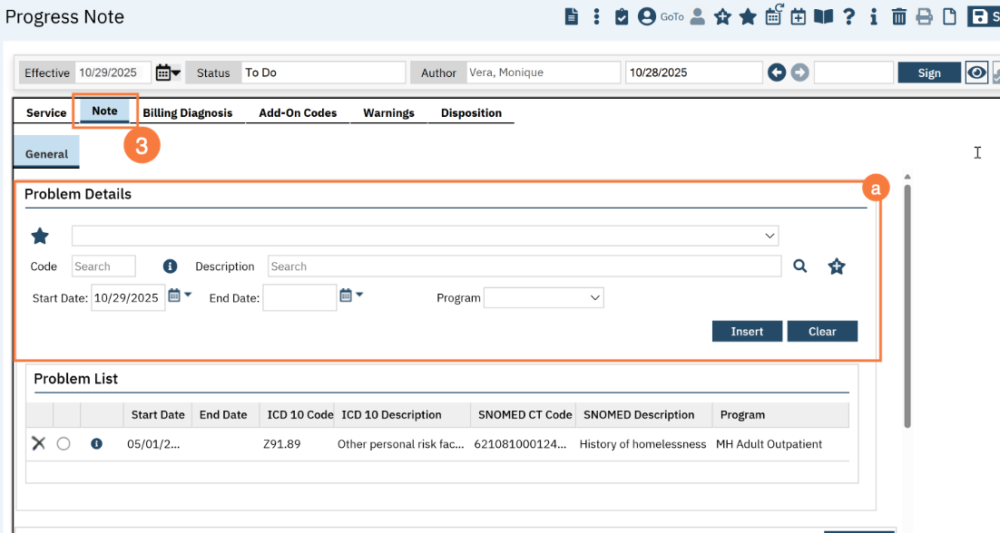 Progress Note
GoTo
S
Effective 10/29/2025 Status To Do Author Vera, Monique 10/28/2025 Sign
Service Note Billing Diagnosis Add-On Codes Warnings Disposition
3
General
a
Problem Details
Code Search Description Search
Start Date: 10/29/2025 End Date: Program
Insert Clear
Problem List
Start Date End Date ICD 10 Code ICD 10 Description SNOMED CT Code SNOMED Description Program
05/01/2... Z91.89 Other personal risk fac... 621081000124... History of homelessness MH Adult Outpatient